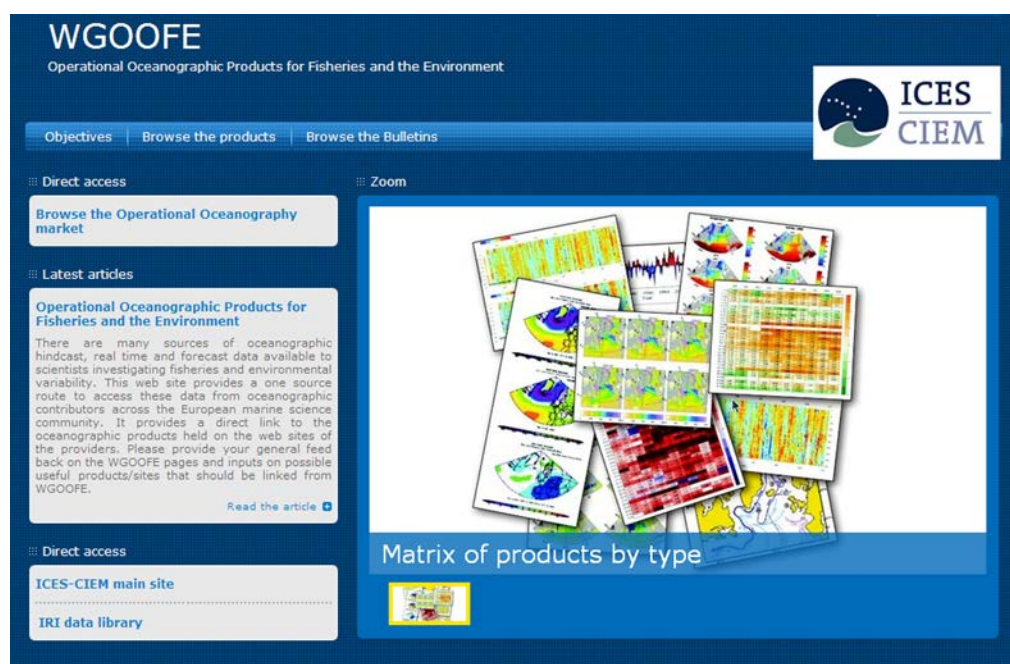 WGOOFE
Operational Oceanographic Products for Fisheries and the Environment
ICES
CIEM
Objectives
Browse the products
Browse the Bulletins
Direct access
Browse the Operational Oceanography
market
Latest articles
Operational Oceanographic Products for
Fisheries and the Environment
There are many sources of oceanographic
hindcast, real time and forecast data available to
scientists investigating fisheries and environmental
variability. This web site provides a one source
route to access these data from oceanographic
contributors across the European marine science
community. It provides a direct link to the
oceanographic products held on the web sites of
the providers. Please provide your general feed
back on the WGOOFE pages and inputs on possible
useful products/sites that should be linked from
WGOOFE.
Read the article
Direct access
ICES-CIEM main site
IRI data library
Zoom
Matrix of products by type